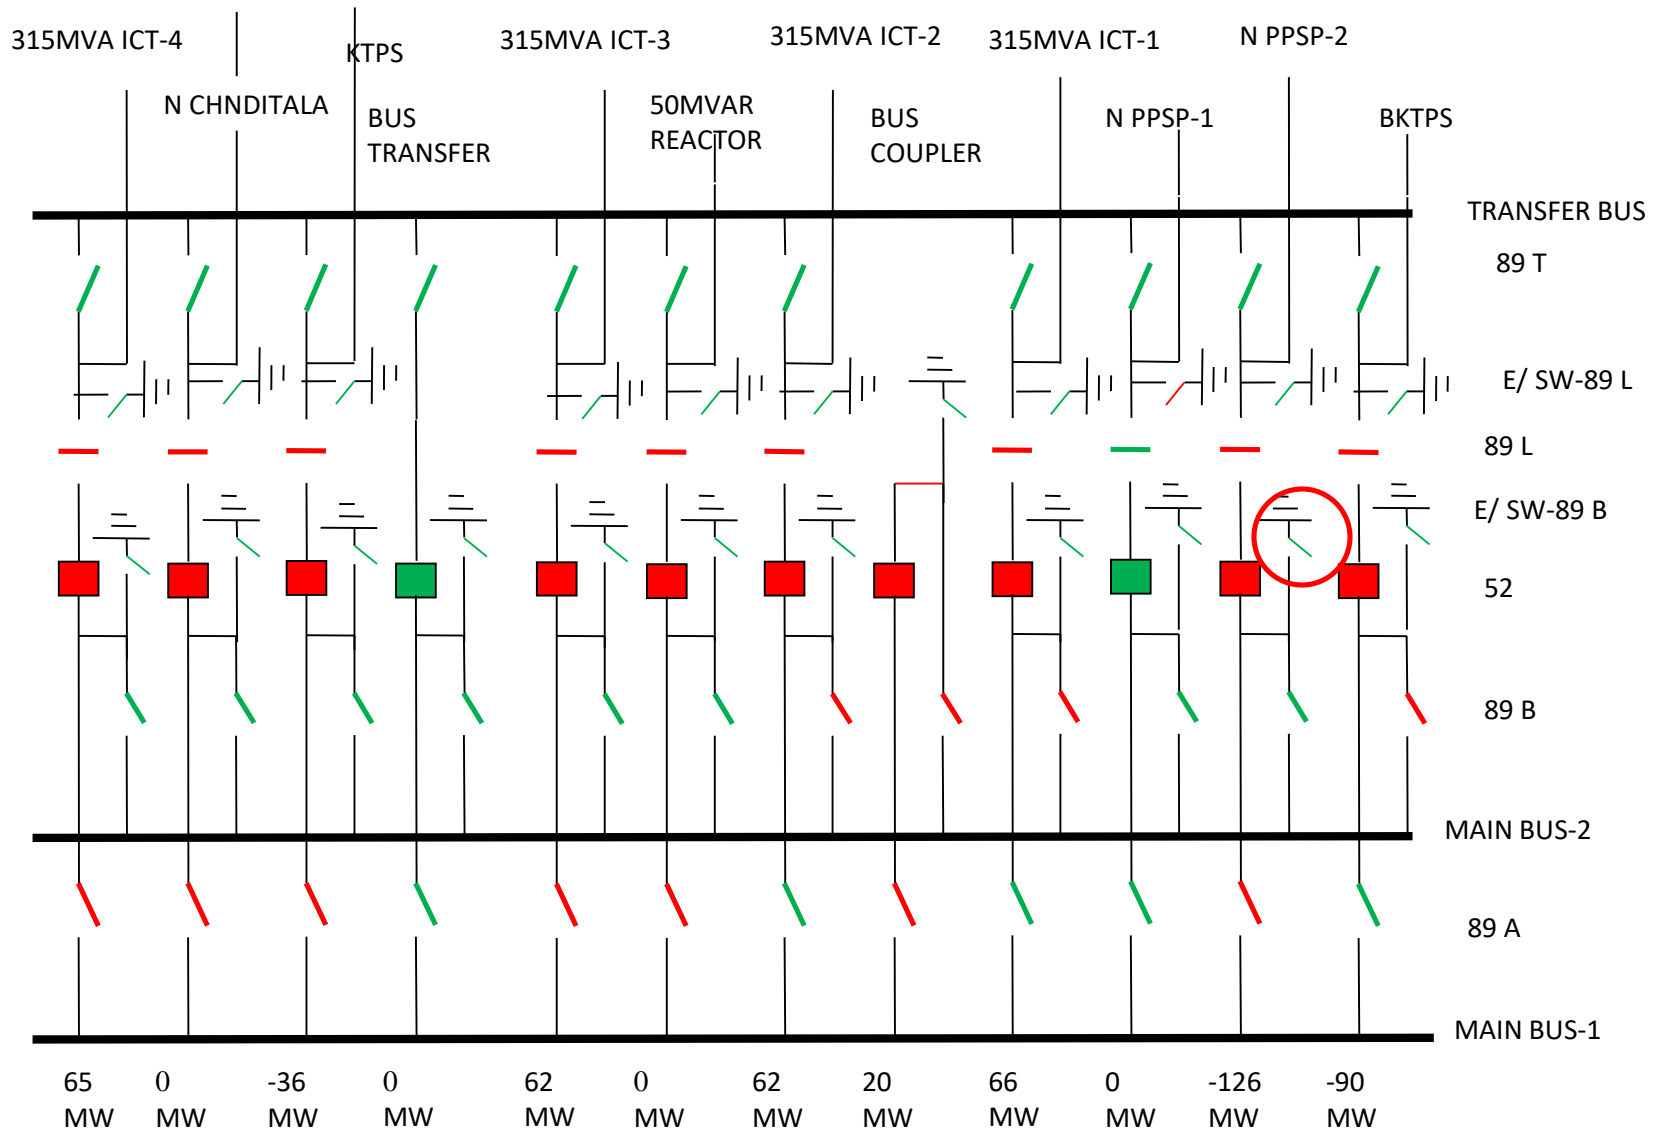 315MVA ICT-4
KTPS
315MVA ICT-3
315MVA ICT-2
315MVA ICT-1
N PPSP-2
N CHNDITALA
BUS
TRANSFER
50MVAR
REACTOR
BUS
COUPLER
N PPSP-1
BKTPS
TRANSFER BUS
89 T
E/ SW-89 L
89 L
E/ SW-89 B
52
89 B
MAIN BUS-2
89 A
MAIN BUS-1
65 0 -36 0 62 0 62 20 66 0 -126 -90
MW MW MW MW MW MW MW MW MW MW MW MW